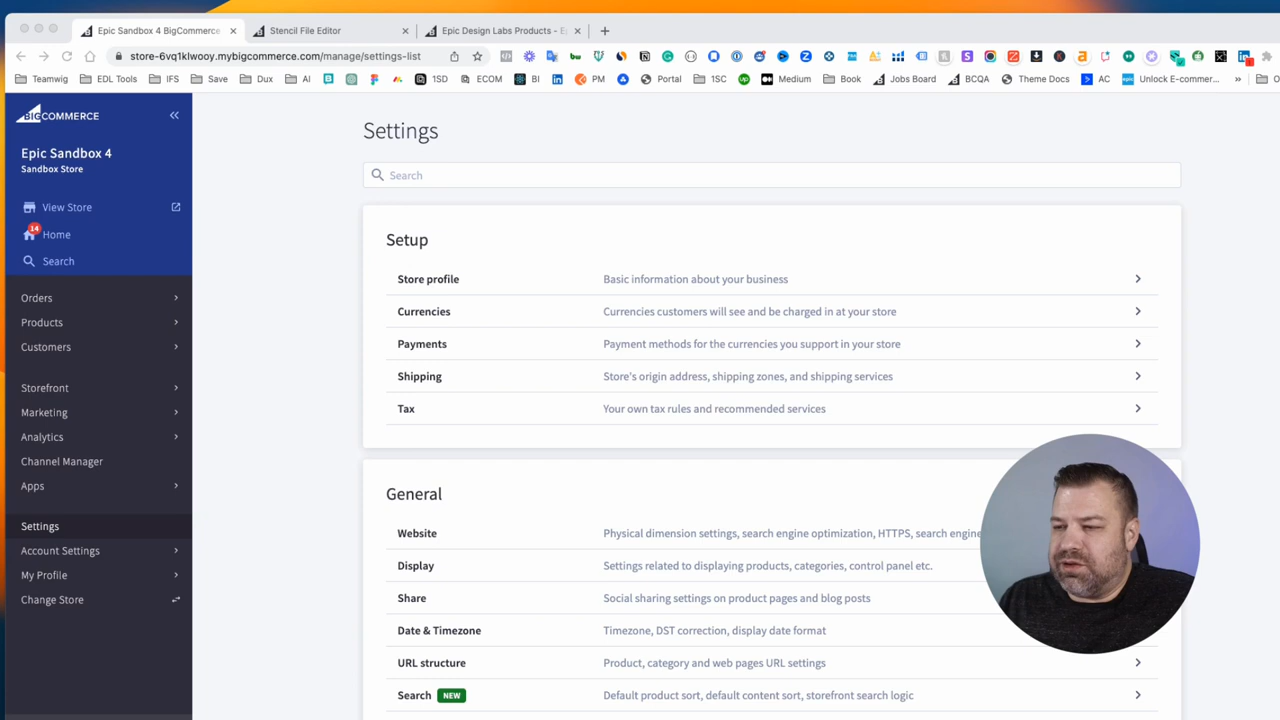 Epic Sandbox 4 BigCommerce
Stencil File Editor
Epic Design Labs Products - E
store-6vq1klwooy.mybigcommerce.com/manage/settings-list
Teamwig
EDL Tools
IFS
Save
Dux
AI
1SD
ECOM
BI
PM
Portal
1SC
Medium
Book
Jobs Board
BCQA
Theme Docs
AC
Unlock E-commer...
BIGCOMMERCE
Epic Sandbox 4
Sandbox Store
View Store
14
Home
Search
Orders
Products
Customers
Storefront
Marketing
Analytics
Channel Manager
Apps
Settings
Account Settings
My Profile
Change Store
Settings
Search
Setup
Store profile Basic information about your business
Currencies Currencies customers will see and be charged in at your store
Payments Payment methods for the currencies you support in your store
Shipping Store's origin address, shipping zones, and shipping services
Tax Your own tax rules and recommended services
General
Website Physical dimension settings, search engine optimization, HTTPS, search engine
Display Settings related to displaying products, categories, control panel etc.
Share Social sharing settings on product pages and blog posts
Date & Timezone Timezone, DST correction, display date format
URL structure Product, category and web pages URL settings
Search NEW Default product sort, default content sort, storefront search logic